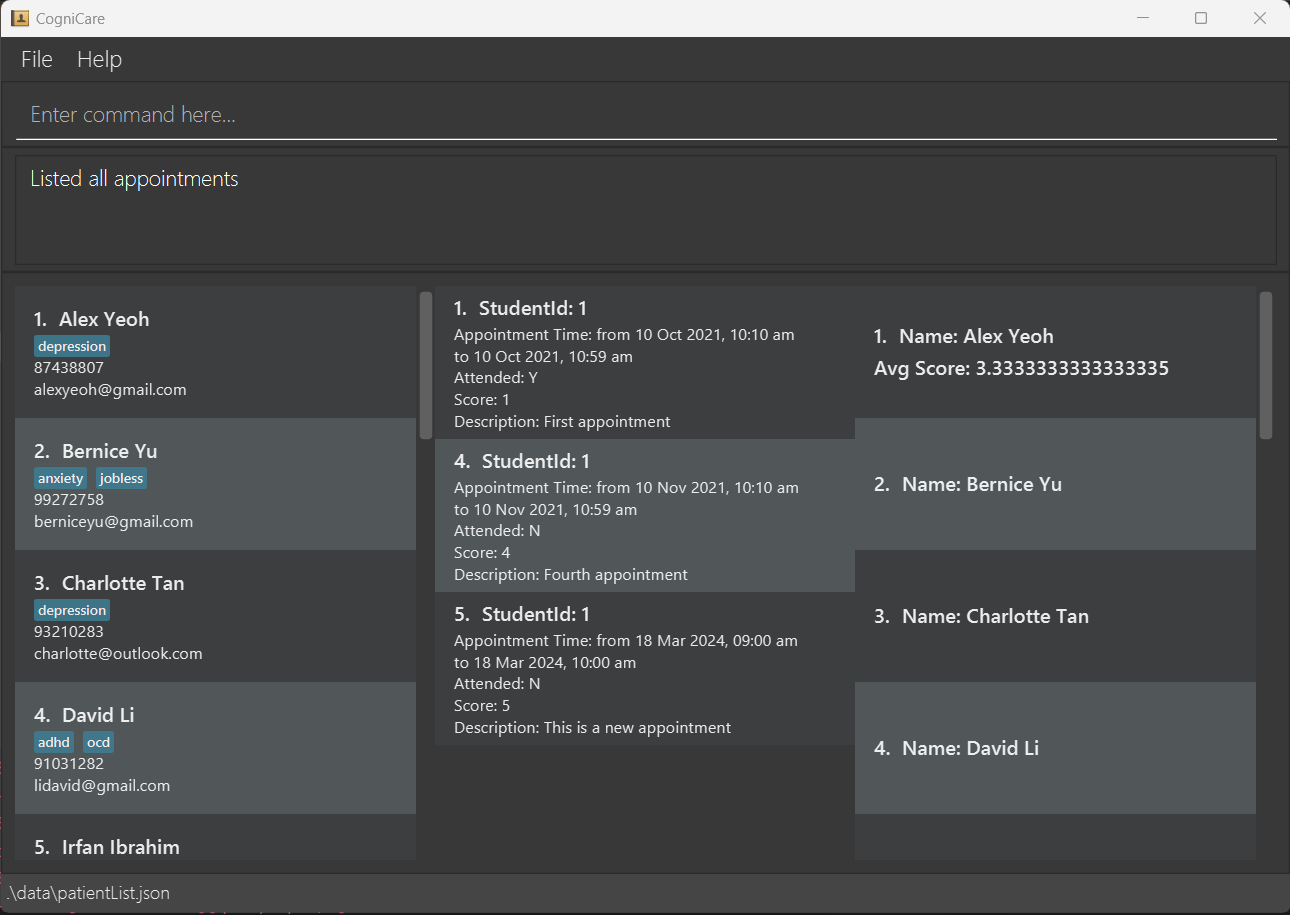 CogniCare
File Help
Enter command here...
Listed all appointments
1. Alex Yeoh
depression
87438807
alexyeoh@gmail.com
2. Bernice Yu
anxiety jobless
99272758
berniceyu@gmail.com
3. Charlotte Tan
depression
93210283
charlotte@outlook.com
4. David Li
adhd ocd
91031282
lidavid@gmail.com
5. Irfan Ibrahim
1. StudentId: 1
Appointment Time: from 10 Oct 2021, 10:10 am
to 10 Oct 2021, 10:59 am
Attended: Y
Score: 1
Description: First appointment
4. StudentId: 1
Appointment Time: from 10 Nov 2021, 10:10 am
to 10 Nov 2021, 10:59 am
Attended: N
Score: 4
Description: Fourth appointment
5. StudentId: 1
Appointment Time: from 18 Mar 2024, 09:00 am
to 18 Mar 2024, 10:00 am
Attended: N
Score: 5
Description: This is a new appointment
1. Name: Alex Yeoh
Avg Score: 3.3333333333333335
2. Name: Bernice Yu
3. Name: Charlotte Tan
4. Name: David Li
.\data\patientList.json